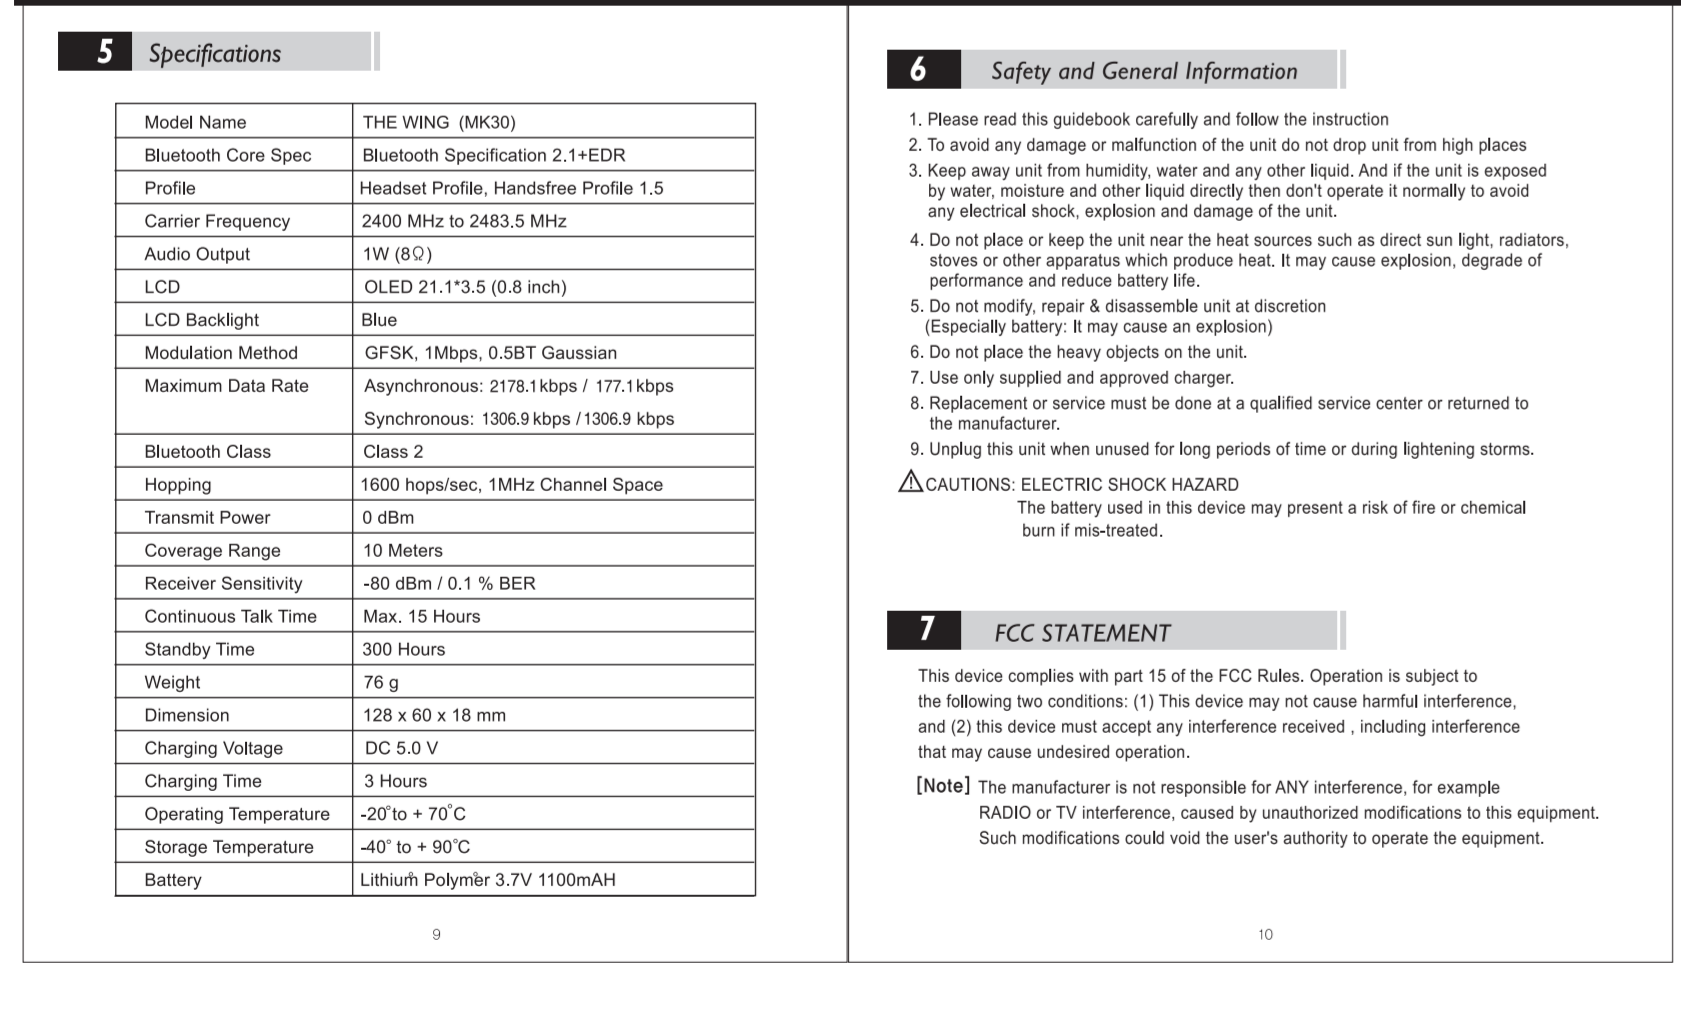 5 Specifications
Model Name THE WING (MK30)
Bluetooth Core Spec Bluetooth Specification 2.1+EDR
Profile Headset Profile, Handsfree Profile 1.5
Carrier Frequency 2400 MHz to 2483.5 MHz
Audio Output 1W (8Ω)
LCD OLED 21.1*3.5 (0.8 inch)
LCD Backlight Blue
Modulation Method GFSK, 1Mbps, 0.5BT Gaussian
Maximum Data Rate Asynchronous: 2178.1kbps / 177.1kbps
Synchronous: 1306.9 kbps /1306.9 kbps
Bluetooth Class Class 2
Hopping 1600 hops/sec, 1MHz Channel Space
Transmit Power 0 dBm
Coverage Range 10 Meters
Receiver Sensitivity -80 dBm / 0.1 % BER
Continuous Talk Time Max. 15 Hours
Standby Time 300 Hours
Weight 76 g
Dimension 128 x 60 x 18 mm
Charging Voltage DC 5.0 V
Charging Time 3 Hours
Operating Temperature -20°to + 70°C
Storage Temperature -40° to + 90°C
Battery Lithium Polymer 3.7V 1100mAH
9
6 Safety and General Information
1. Please read this guidebook carefully and follow the instruction
2. To avoid any damage or malfunction of the unit do not drop unit from high places
3. Keep away unit from humidity, water and any other liquid. And if the unit is exposed
by water, moisture and other liquid directly then don't operate it normally to avoid
any electrical shock, explosion and damage of the unit.
4. Do not place or keep the unit near the heat sources such as direct sun light, radiators,
stoves or other apparatus which produce heat. It may cause explosion, degrade of
performance and reduce battery life.
5. Do not modify, repair & disassemble unit at discretion
(Especially battery: It may cause an explosion)
6. Do not place the heavy objects on the unit.
7. Use only supplied and approved charger.
8. Replacement or service must be done at a qualified service center or returned to
the manufacturer.
9. Unplug this unit when unused for long periods of time or during lightening storms.
⚠CAUTIONS: ELECTRIC SHOCK HAZARD
The battery used in this device may present a risk of fire or chemical
burn if mis-treated.
7 FCC STATEMENT
This device complies with part 15 of the FCC Rules. Operation is subject to
the following two conditions: (1) This device may not cause harmful interference,
and (2) this device must accept any interference received , including interference
that may cause undesired operation.
[Note] The manufacturer is not responsible for ANY interference, for example
RADIO or TV interference, caused by unauthorized modifications to this equipment.
Such modifications could void the user's authority to operate the equipment.
10